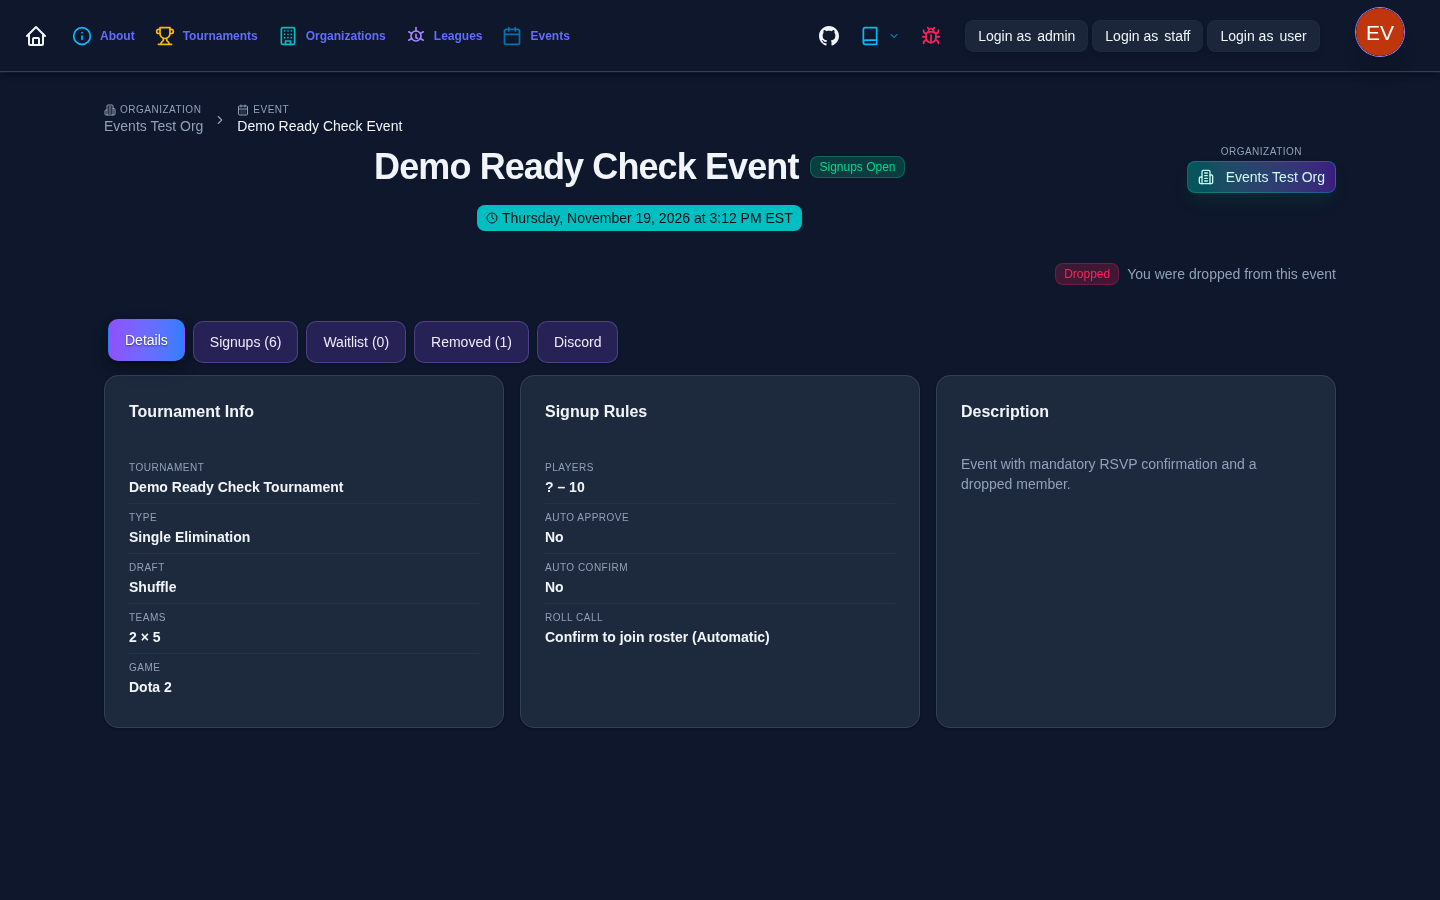 About
Tournaments
Organizations
Leagues
Events
Login as admin
Login as staff
Login as user
EV
ORGANIZATION
Events Test Org
EVENT
Demo Ready Check Event
Demo Ready Check Event
Signups Open
Thursday, November 19, 2026 at 3:12 PM EST
ORGANIZATION
Events Test Org
Dropped
You were dropped from this event
Details
Signups (6)
Waitlist (0)
Removed (1)
Discord
Tournament Info
TOURNAMENT
Demo Ready Check Tournament
TYPE
Single Elimination
DRAFT
Shuffle
TEAMS
2 × 5
GAME
Dota 2
Signup Rules
PLAYERS
? – 10
AUTO APPROVE
No
AUTO CONFIRM
No
ROLL CALL
Confirm to join roster (Automatic)
Description
Event with mandatory RSVP confirmation and a
dropped member.